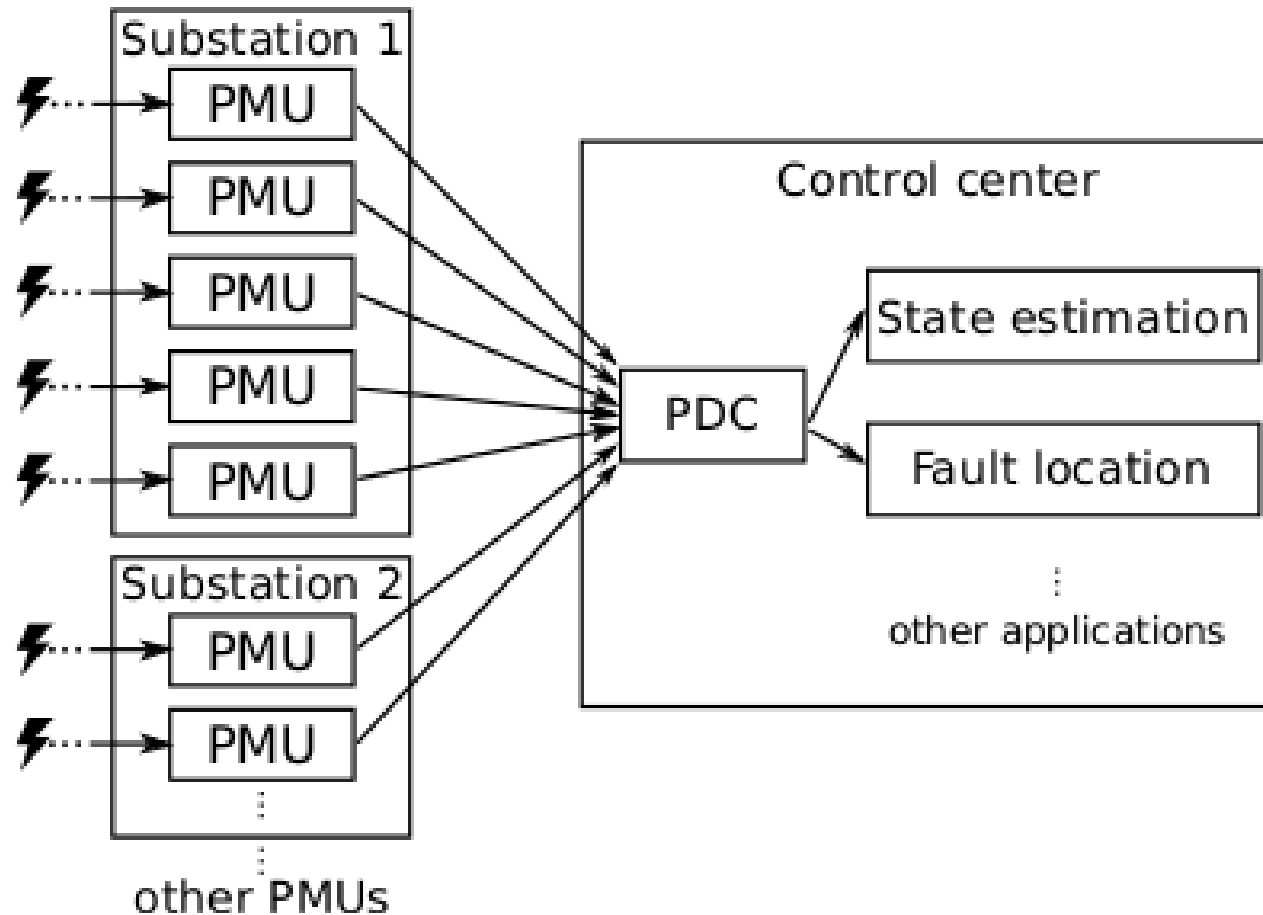 Substation 1
PMU
PMU
PMU
PMU
PMU
Substation 2
PMU
PMU
other PMUs
Control center
PDC
State estimation
Fault location
other applications